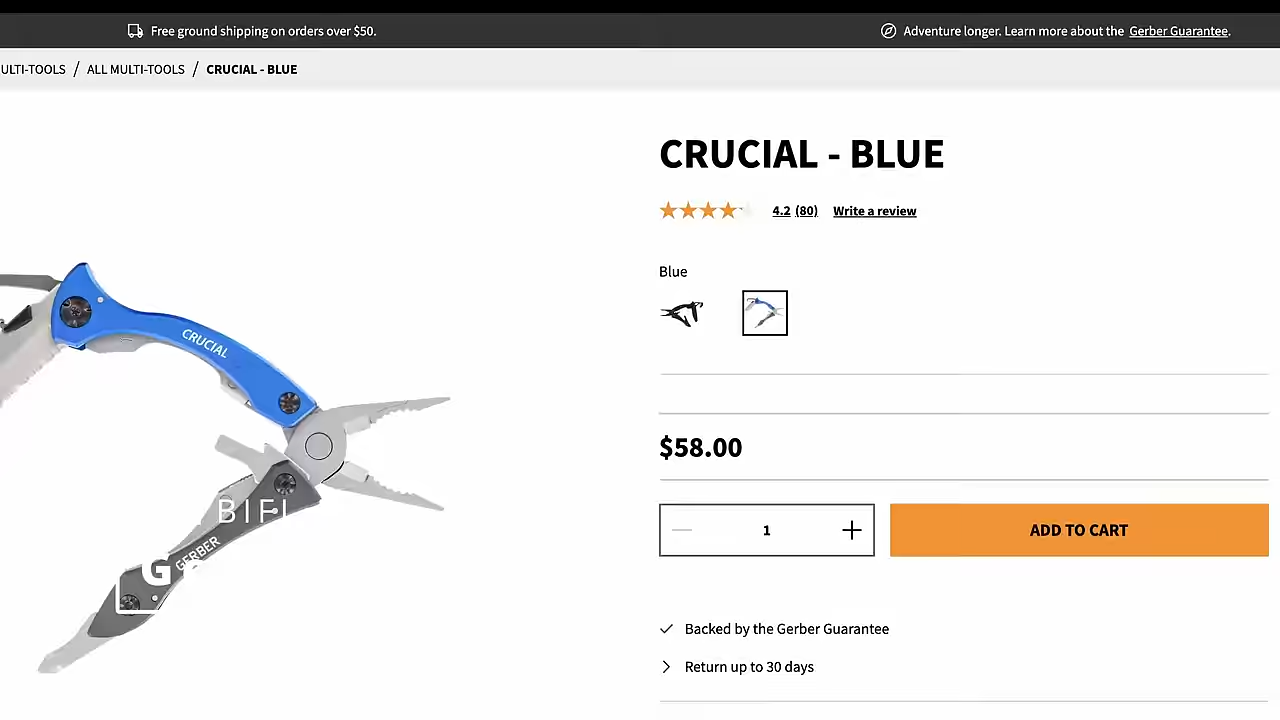 Free ground shipping on orders over $50.
Adventure longer. Learn more about the Gerber Guarantee.
ULTI-TOOLS / ALL MULTI-TOOLS / CRUCIAL - BLUE
CRUCIAL - BLUE
4.2 (80) Write a review
Blue
CRUCIAL
$58.00
BIFL
GERBER
1
ADD TO CART
G
Backed by the Gerber Guarantee
Return up to 30 days